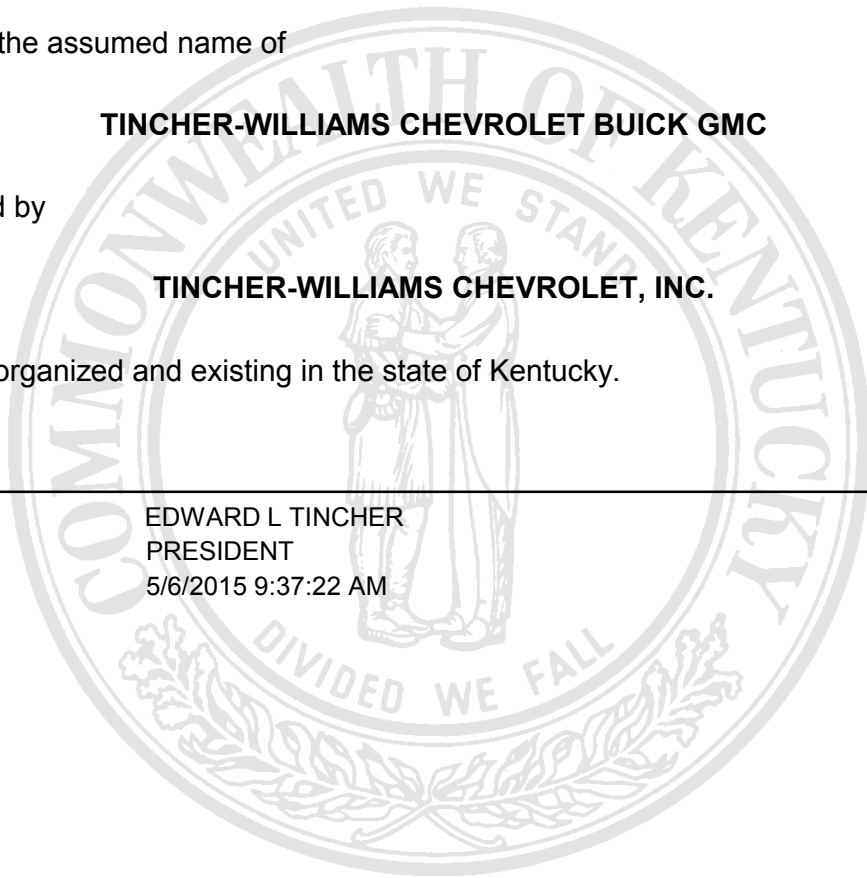 the assumed name of
TINCHER-WILLIAMS CHEVROLET BUICK GMC
d by
TINCHER-WILLIAMS CHEVROLET, INC.
organized and existing in the state of Kentucky.
EDWARD L TINCHER
PRESIDENT
5/6/2015 9:37:22 AM
COMMONWEALTH OF KENTUCKY
UNITED WE STAND
DIVIDED WE FALL